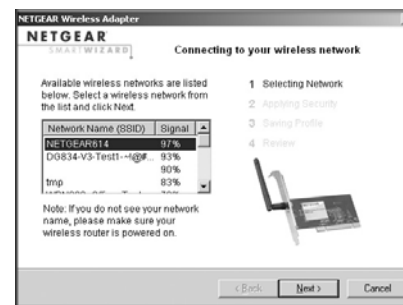 NETGEAR Wireless Adapter
NETGEAR
SMARTWIZARD
Connecting to your wireless network
Available wireless networks are listed
below. Select a wireless network from
the list and click Next.
Network Name (SSID) Signal
NETGEAR614 97%
DG834-V3-Test1-~!@#... 93%
90%
tmp 83%
Note: If you do not see your network
name, please make sure your
wireless router is powered
on.
1 Selecting Network
2 Applying Security
3 Saving Profile
4 Review
< Back
Next >
Cancel